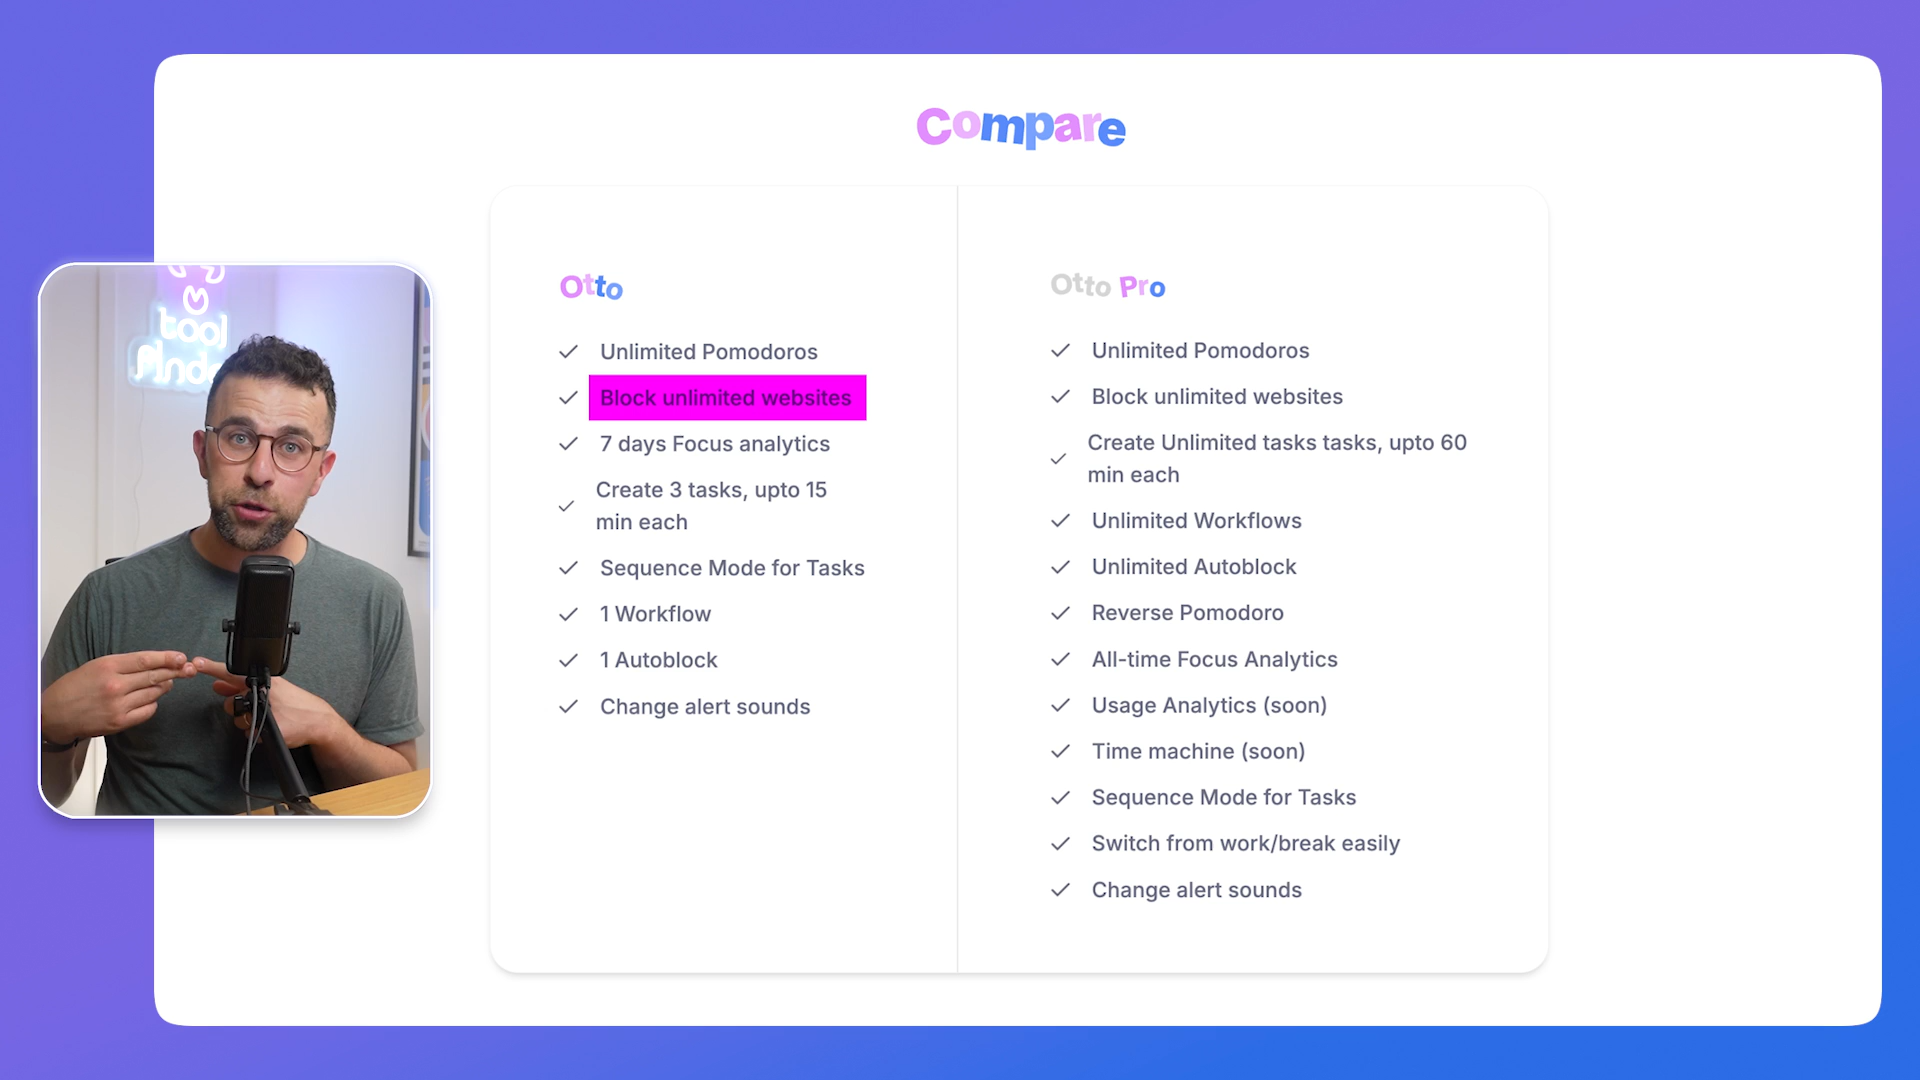 Compare
tool
finde
Otto
Unlimited Pomodoros
Block unlimited websites
7 days Focus analytics
Create 3 tasks, upto 15
min each
Sequence Mode for Tasks
1 Workflow
1 Autoblock
Change alert sounds
Otto Pro
Unlimited Pomodoros
Block unlimited websites
Create Unlimited tasks tasks, upto 60
min each
Unlimited Workflows
Unlimited Autoblock
Reverse Pomodoro
All-time Focus Analytics
Usage Analytics (soon)
Time machine (soon)
Sequence Mode for Tasks
Switch from work/break easily
Change alert sounds